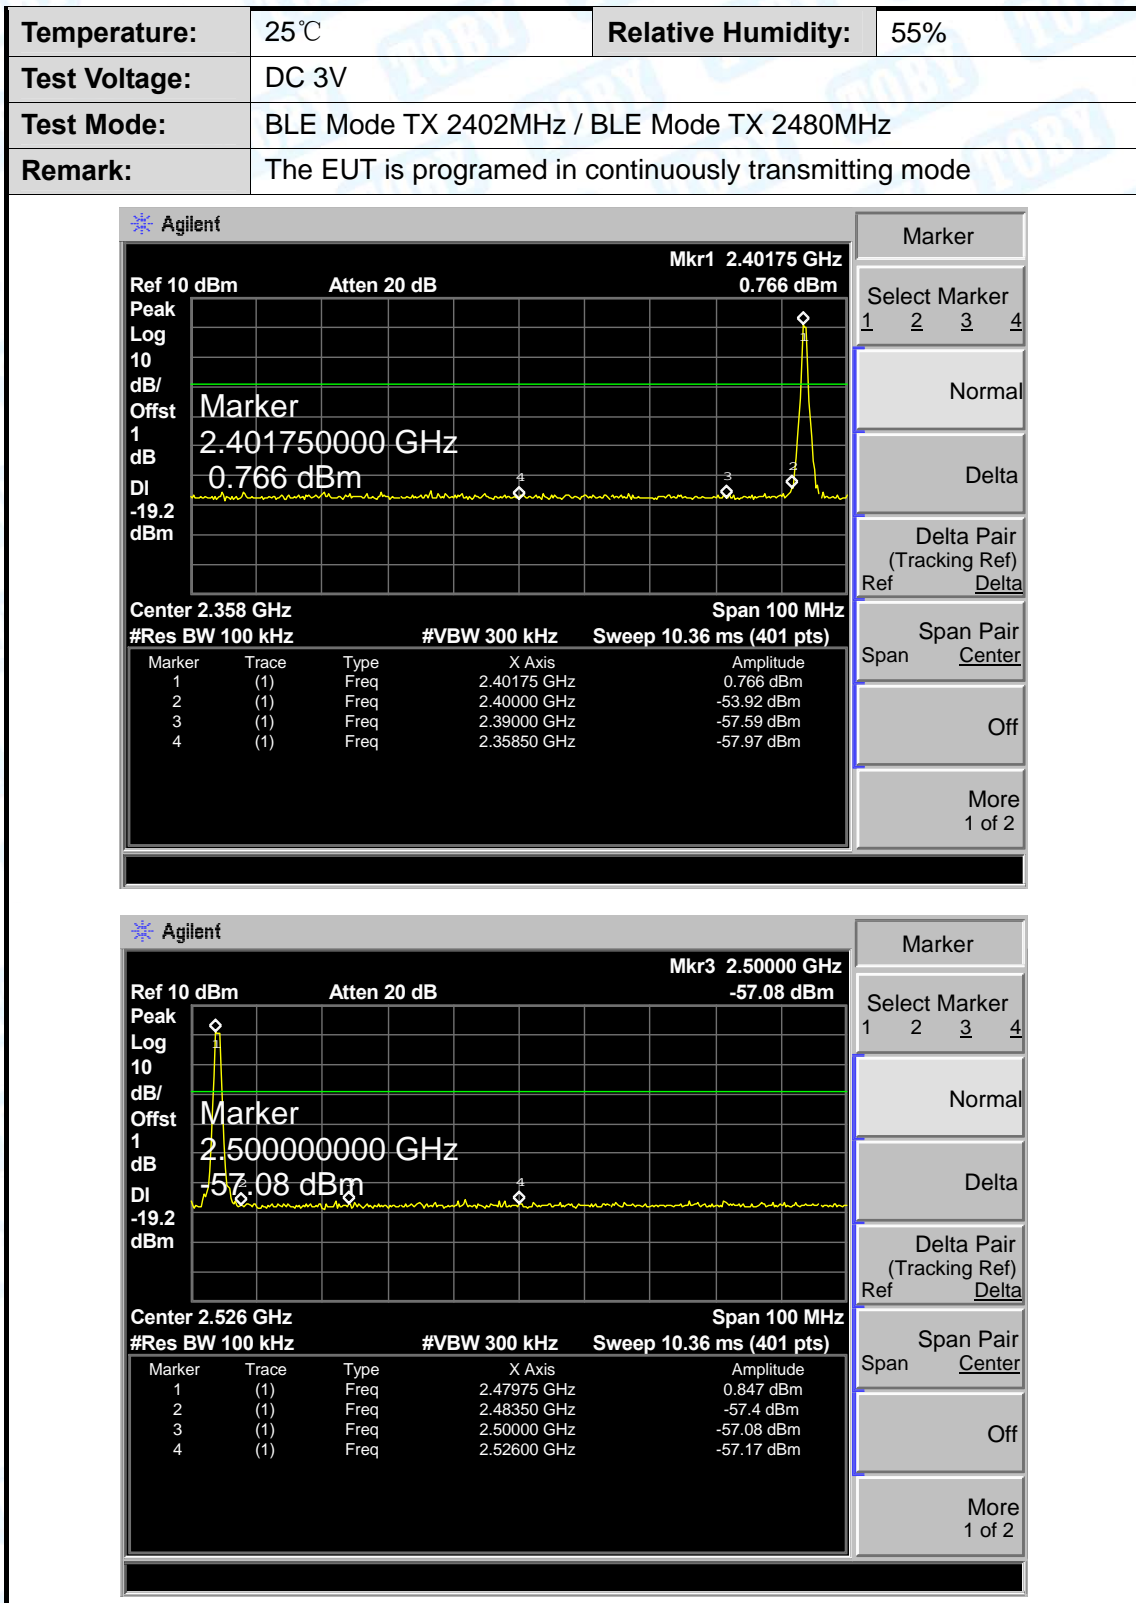 Temperature: 25℃ Relative Humidity: 55%
Test Voltage: DC 3V
Test Mode: BLE Mode TX 2402MHz / BLE Mode TX 2480MHz
Remark: The EUT is programed in continuously transmitting mode
Agilent
Marker
Mkr1 2.40175 GHz
Ref 10 dBm Atten 20 dB 0.766 dBm
Peak
Log
10
dB/
Offst
1
dB
DI
-19.2
dBm
Marker
2.401750000 GHz
0.766 dBm
1
2
3
4
Center 2.358 GHz Span 100 MHz
#Res BW 100 kHz #VBW 300 kHz Sweep 10.36 ms (401 pts)
Marker Trace Type X Axis Amplitude
1 (1) Freq 2.40175 GHz 0.766 dBm
2 (1) Freq 2.40000 GHz -53.92 dBm
3 (1) Freq 2.39000 GHz -57.59 dBm
4 (1) Freq 2.35850 GHz -57.97 dBm
Select Marker
1 2 3 4
Normal
Delta
Delta Pair
(Tracking Ref)
Ref Delta
Span Pair
Span Center
Off
More
1 of 2
Agilent
Marker
Mkr3 2.50000 GHz
Ref 10 dBm Atten 20 dB -57.08 dBm
Peak
Log
10
dB/
Offst
1
dB
DI
-19.2
dBm
Marker
2.500000000 GHz
-57.08 dBm
1
2
4
Center 2.526 GHz Span 100 MHz
#Res BW 100 kHz #VBW 300 kHz Sweep 10.36 ms (401 pts)
Marker Trace Type X Axis Amplitude
1 (1) Freq 2.47975 GHz 0.847 dBm
2 (1) Freq 2.48350 GHz -57.4 dBm
3 (1) Freq 2.50000 GHz -57.08 dBm
4 (1) Freq 2.52600 GHz -57.17 dBm
Select Marker
1 2 3 4
Normal
Delta
Delta Pair
(Tracking Ref)
Ref Delta
Span Pair
Span Center
Off
More
1 of 2
TOBY